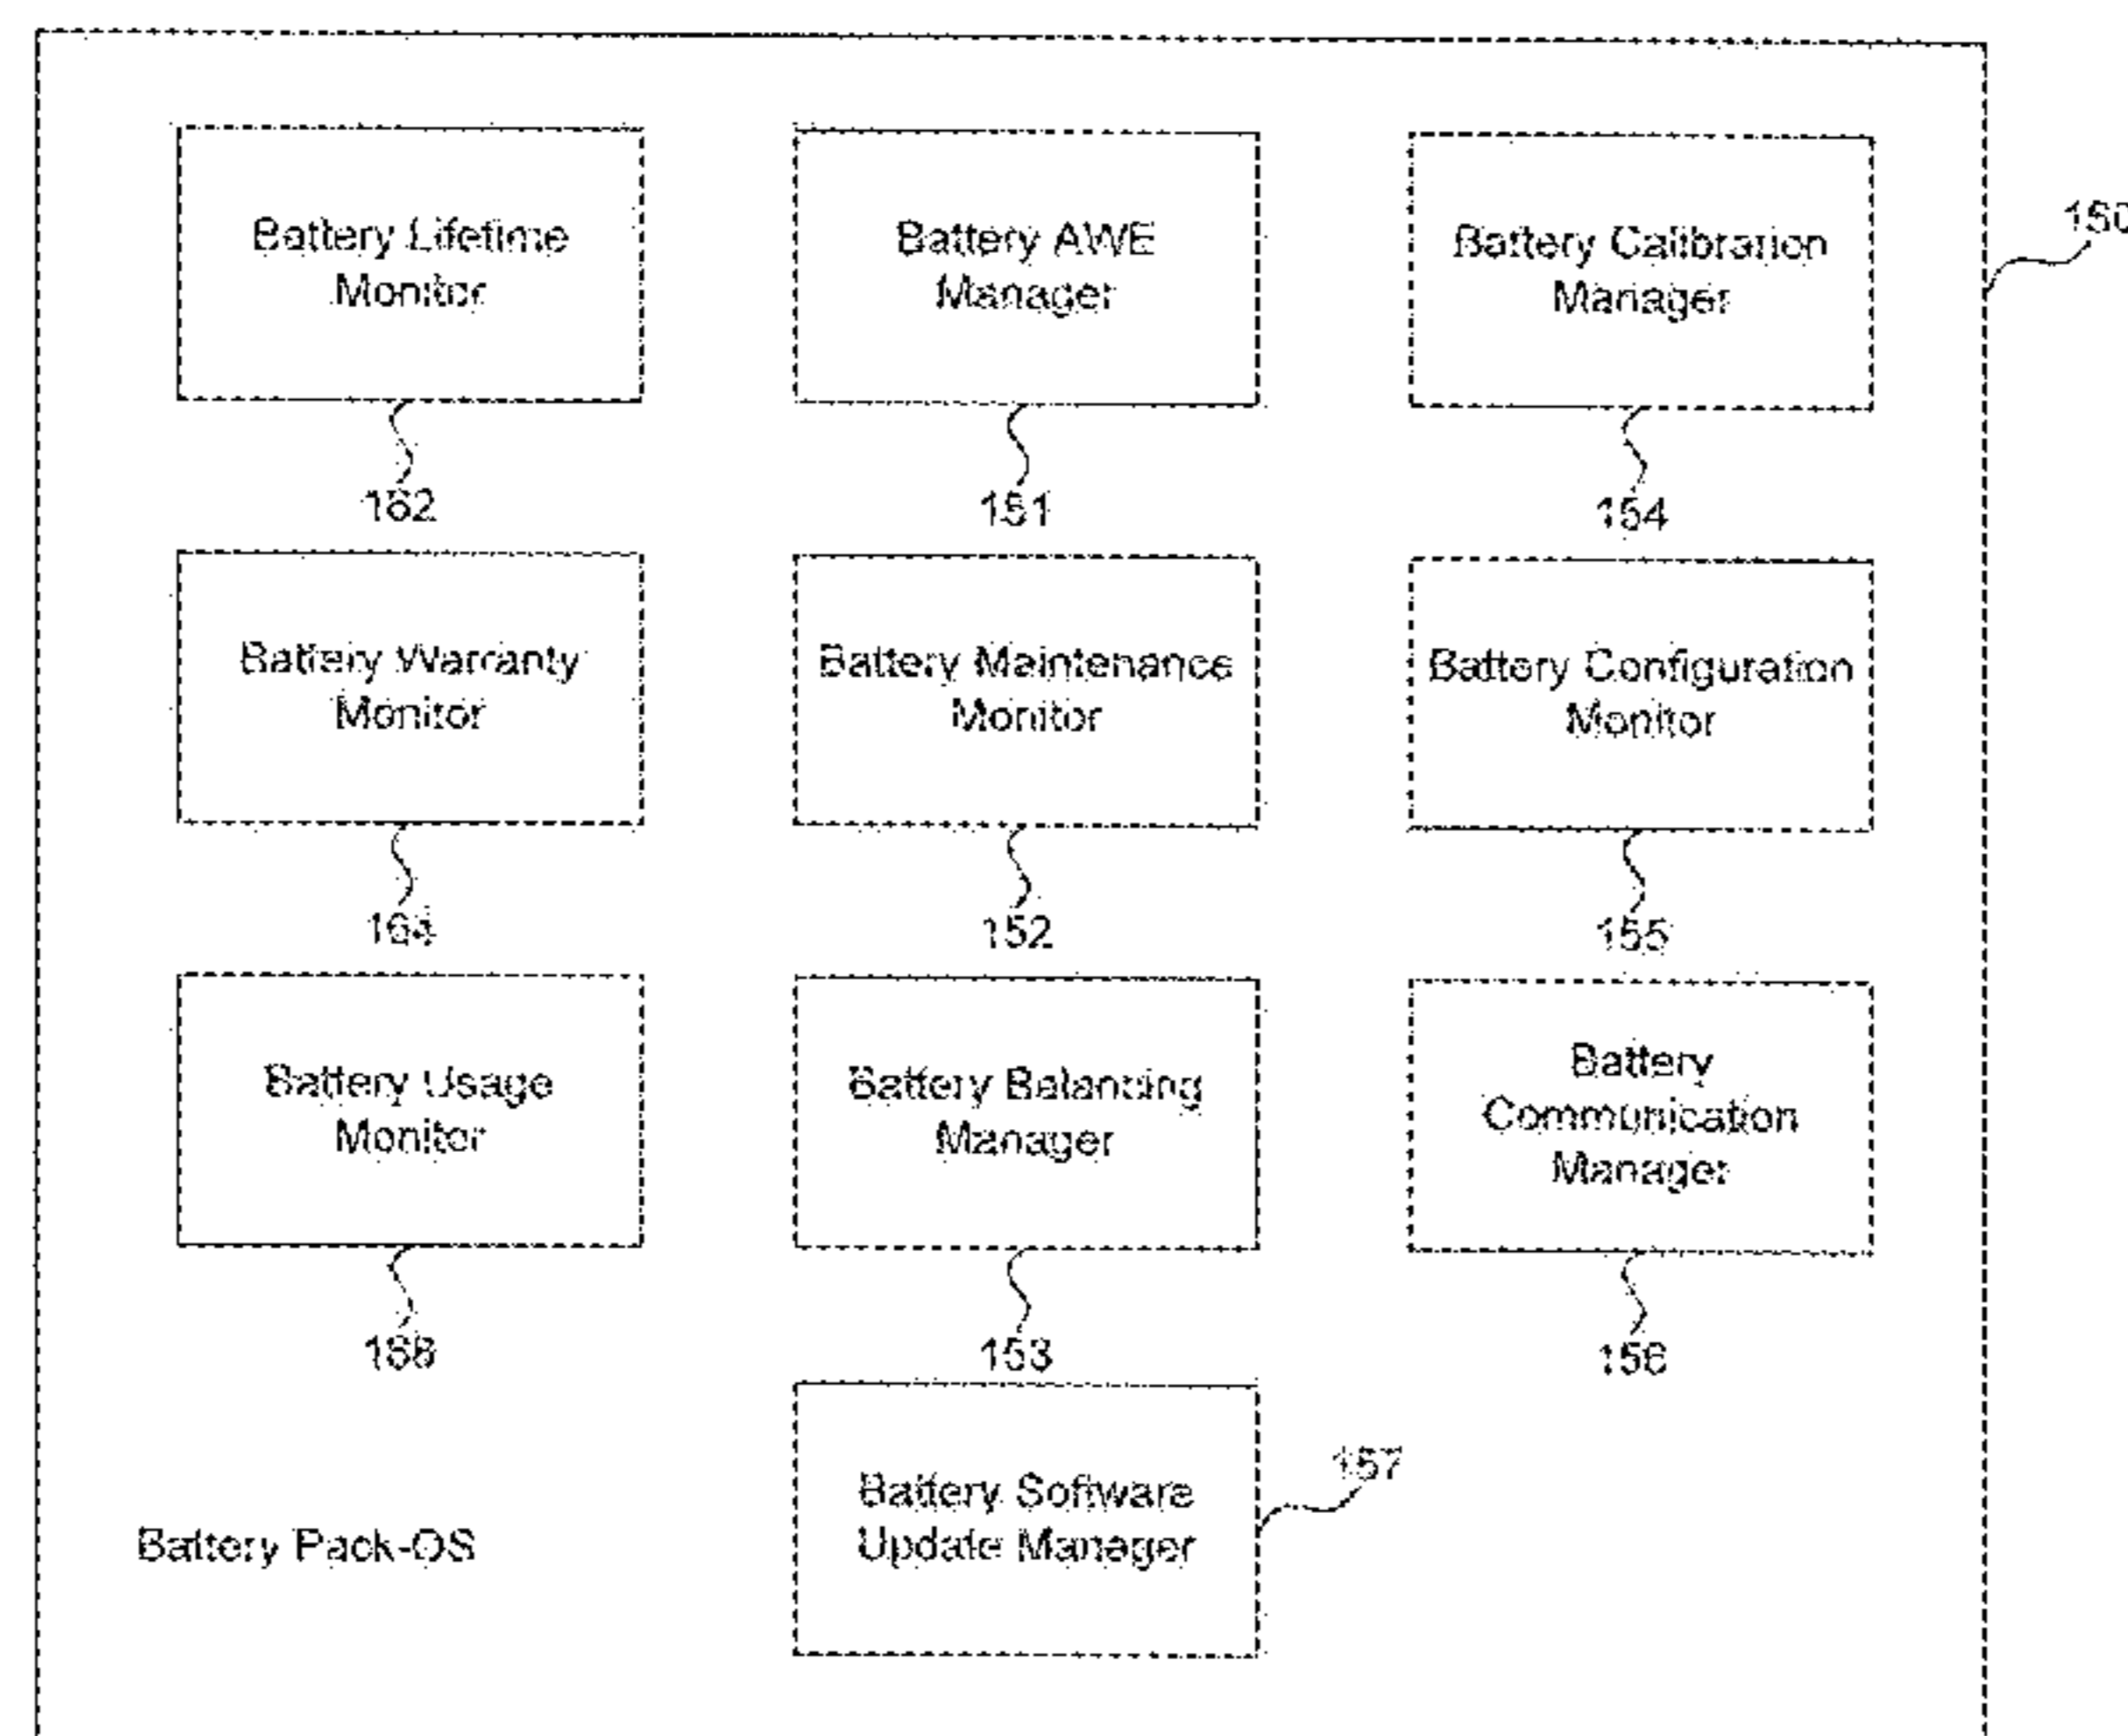 Battery Lifetime
Monitor
Battery AWE
Manager
Battery Calibration
Manager
150
162
151
154
Battery Warranty
Monitor
Battery Maintenance
Monitor
Battery Configuration
Monitor
164
152
155
Battery Usage
Monitor
Battery Balancing
Manager
Battery
Communication
Manager
153
156
Battery Software
Update Manager
157
Battery Pack-OS